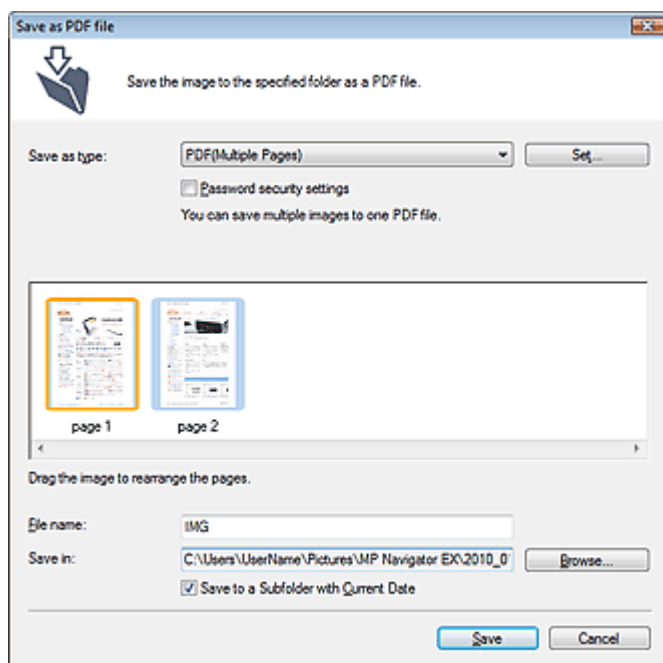 Save as PDF file
Save the image to the specified folder as a PDF file.
Save as type: PDF(Multiple Pages) Set...
Password security settings
You can save multiple images to one PDF file.
page 1 page 2
Drag the image to rearrange the pages.
File name: IMG
Save in: C:\Users\UserName\Pictures\MP Navigator EX\2010_0 Browse...
Save to a Subfolder with Current Date
Save Cancel